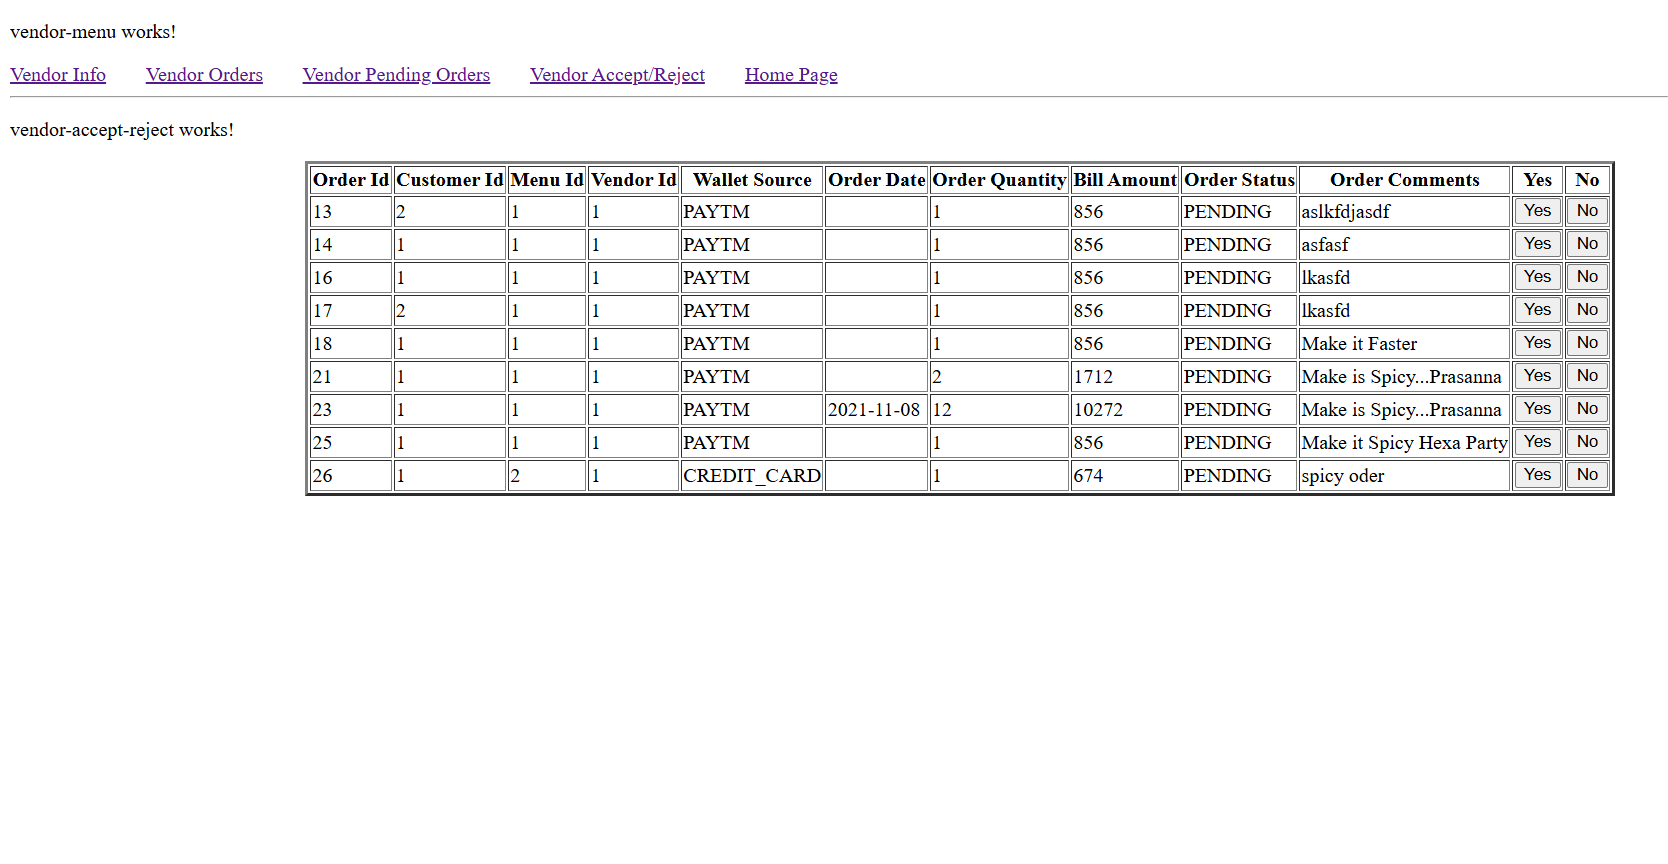 vendor-menu works!
Vendor Info Vendor Orders Vendor Pending Orders Vendor Accept/Reject Home Page
vendor-accept-reject works!
Order Id Customer Id Menu Id Vendor Id Wallet Source Order Date Order Quantity Bill Amount Order Status Order Comments Yes No
13 2 1 1 PAYTM 1 856 PENDING aslkfdjasdf Yes No
14 1 1 1 PAYTM 1 856 PENDING asfasf Yes No
16 1 1 1 PAYTM 1 856 PENDING lkasfd Yes No
17 2 1 1 PAYTM 1 856 PENDING lkasfd Yes No
18 1 1 1 PAYTM 1 856 PENDING Make it Faster Yes No
21 1 1 1 PAYTM 2 1712 PENDING Make is Spicy...Prasanna Yes No
23 1 1 1 PAYTM 2021-11-08 12 10272 PENDING Make is Spicy...Prasanna Yes No
25 1 1 1 PAYTM 1 856 PENDING Make it Spicy Hexa Party Yes No
26 1 2 1 CREDIT_CARD 1 674 PENDING spicy oder Yes No